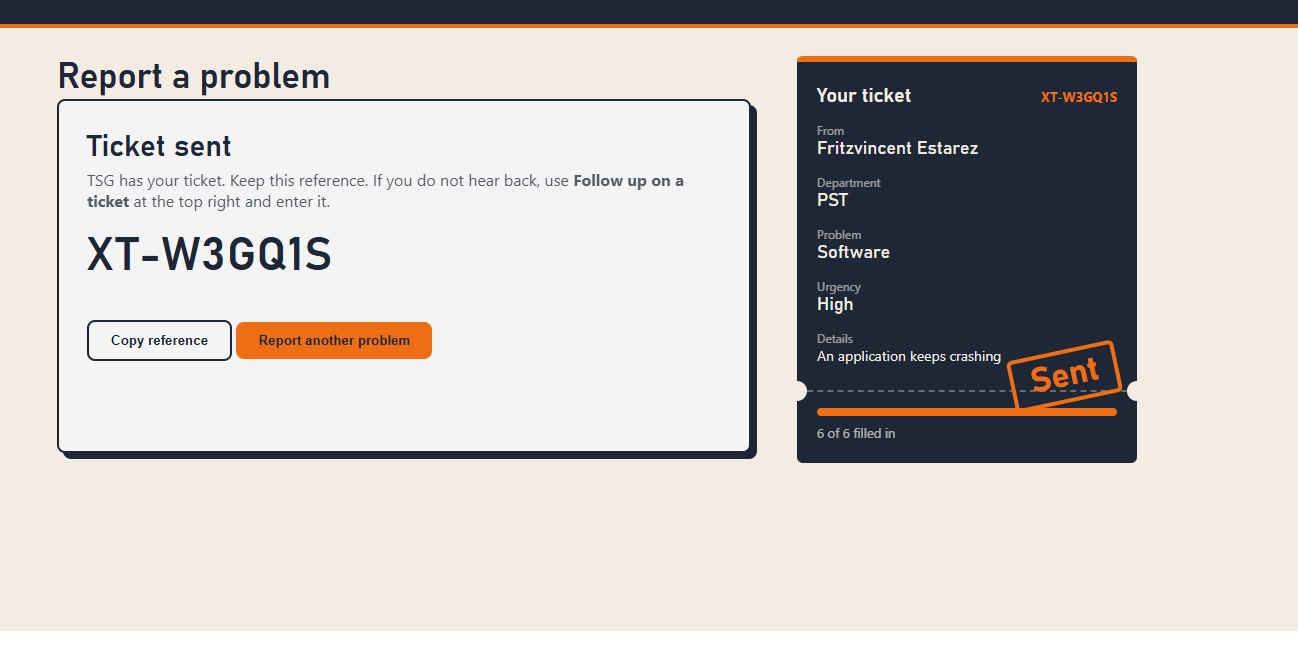 Report a problem
Ticket sent
TSG has your ticket. Keep this reference. If you do not hear back, use Follow up on a
ticket at the top right and enter it.
XT-W3GQ1S
Copy reference
Report another problem
Your ticket
XT-W3GQ1S
From
Fritzvincent Estarez
Department
PST
Problem
Software
Urgency
High
Details
An application keeps crashing
Sent
6 of 6 filled in